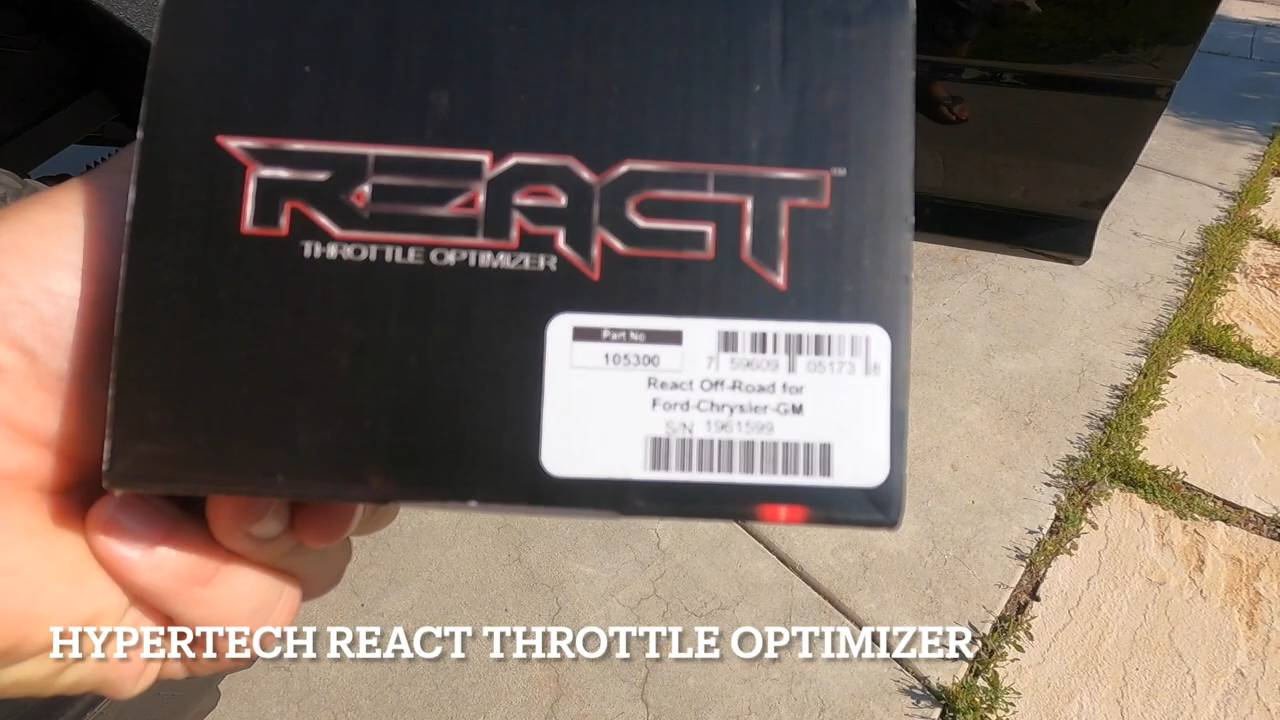 REACT™
THROTTLE OPTIMIZER
Part No
105300
7 59609 05173 8
React Off-Road for
Ford-Chrysler-GM
S/N 1961599
HYPERTECH REACT THROTTLE OPTIMIZER